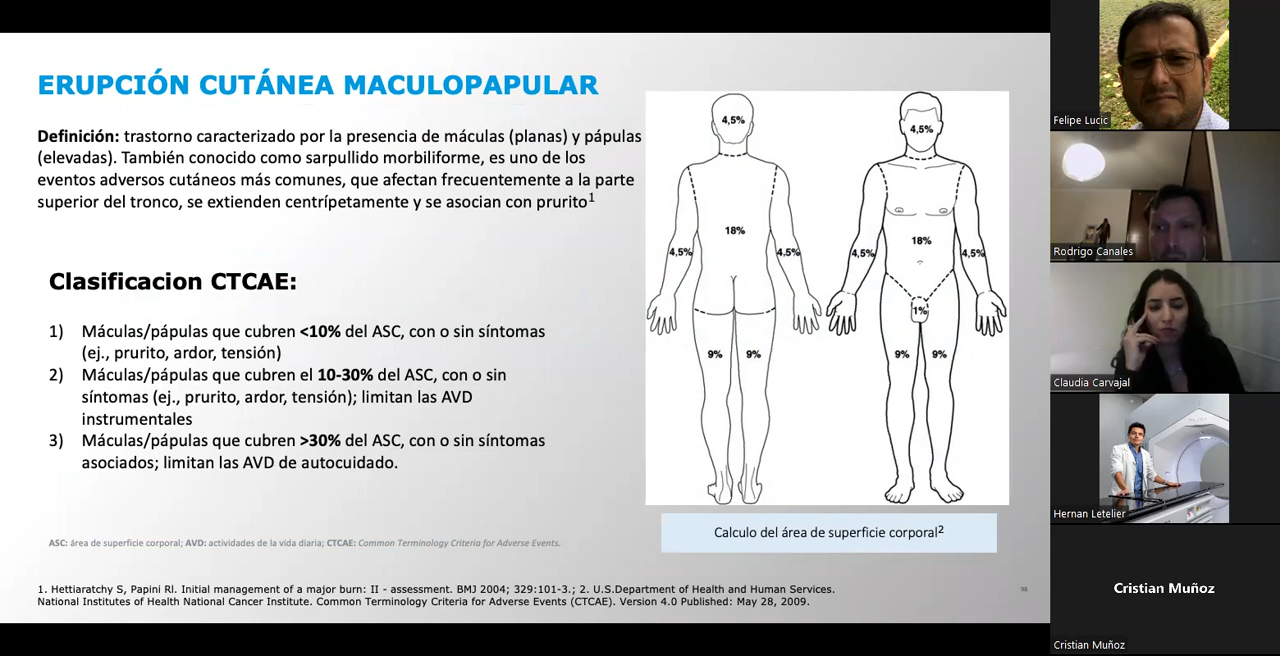 ERUPCIÓN CUTÁNEA MACULOPAPULAR
Definición: trastorno caracterizado por la presencia de máculas (planas) y pápulas
(elevadas). También conocido como sarpullido morbiliforme, es uno de los
eventos adversos cutáneos más comunes, que afectan frecuentemente a la parte
superior del tronco, se extienden centrípetamente y se asocian con prurito1
Clasificacion CTCAE:
1) Máculas/pápulas que cubren <10% del ASC, con o sin síntomas
(ej., prurito, ardor, tensión)
2) Máculas/pápulas que cubren el 10-30% del ASC, con o sin
síntomas (ej., prurito, ardor, tensión); limitan las AVD
instrumentales
3) Máculas/pápulas que cubren >30% del ASC, con o sin síntomas
asociados; limitan las AVD de autocuidado.
ASC: área de superficie corporal; AVD: actividades de la vida diaria; CTCAE: Common Terminology Criteria for Adverse Events.
4,5% 4,5%
18% 18%
4,5% 4,5% 4,5% 4,5%
1%
9% 9% 9% 9%
Calculo del área de superficie corporal2
1. Hettiaratchy S, Papini RI. Initial management of a major burn: II - assessment. BMJ 2004; 329:101-3.; 2. U.S.Department of Health and Human Services.
National Institutes of Health National Cancer Institute. Common Terminology Criteria for Adverse Events (CTCAE). Version 4.0 Published: May 28, 2009.
Felipe Lucic
Rodrigo Canales
Claudia Carvajal
Hernan Letelier
Cristian Muñoz
Cristian Muñoz